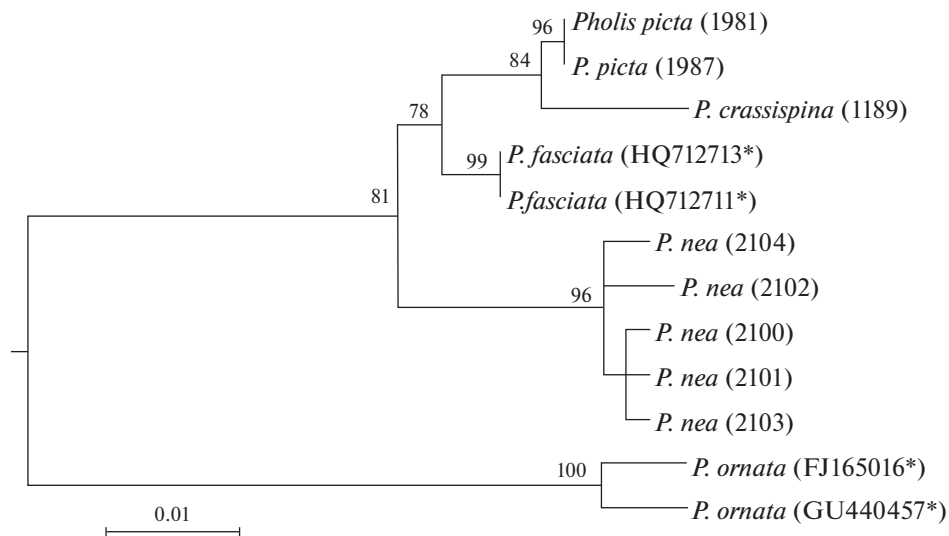 96 Pholis picta (1981)
84 P. picta (1987)
P. crassispina (1189)
78
99 P. fasciata (HQ712713*)
P.fasciata (HQ712711*)
81
P. nea (2104)
96 P. nea (2102)
P. nea (2100)
P. nea (2101)
P. nea (2103)
100 P. ornata (FJ165016*)
P. ornata (GU440457*)
0.01